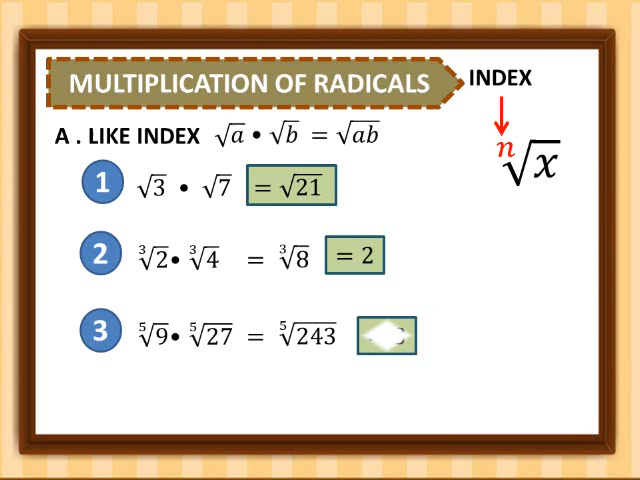 MULTIPLICATION OF RADICALS
INDEX
n
√x
A . LIKE INDEX √a • √b = √ab
1 √3 • √7 = √21
2 ∛2 • ∛4 = ∛8 = 2
3 ⁵√9 • ⁵√27 = ⁵√243